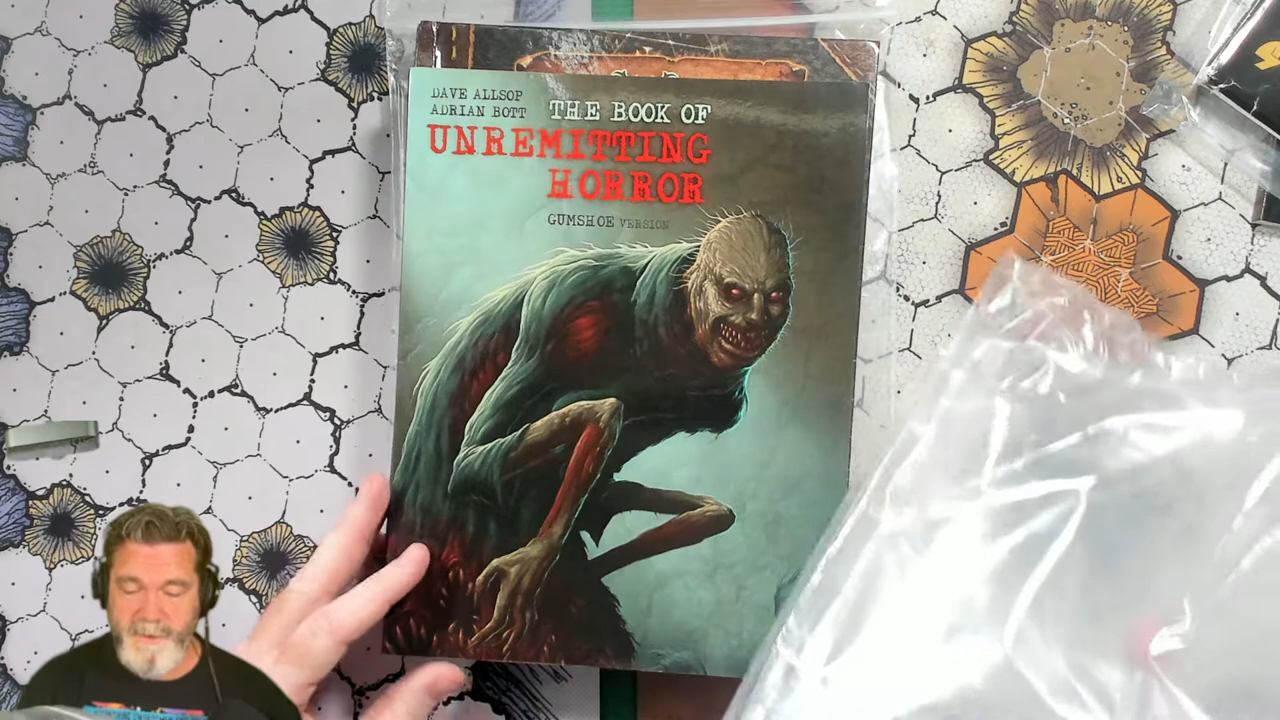 DAVE ALLSOP
ADRIAN BOTT
THE BOOK OF
UNREMITTING
HORROR
GUMSHOE VERSION